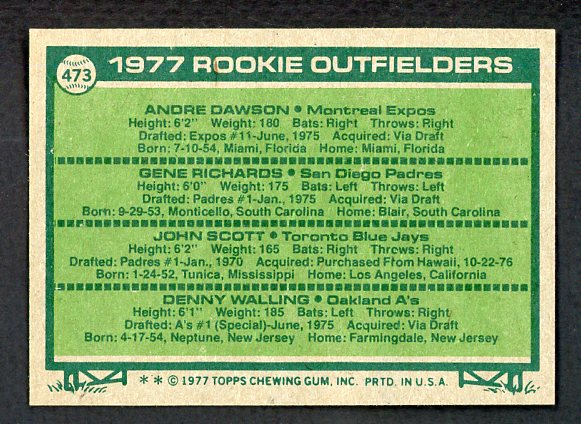 473
1977 ROOKIE OUTFIELDERS
ANDRE DAWSON • Montreal Expos
Height: 6'2" Weight: 180 Bats: Right Throws: Right
Drafted: Expos #11-June, 1975 Acquired: Via Draft
Born: 7-10-54, Miami, Florida Home: Miami, Florida
GENE RICHARDS • San Diego Padres
Height: 6'0" Weight: 175 Bats: Left Throws: Left
Drafted: Padres #1-Jan., 1975 Acquired: Via Draft
Born: 9-29-53, Monticello, South Carolina Home: Blair, South Carolina
JOHN SCOTT • Toronto Blue Jays
Height: 6'2" Weight: 165 Bats: Right Throws: Right
Drafted: Padres #1-Jan., 1970 Acquired: Purchased From Hawaii, 10-22-76
Born: 1-24-52, Tunica, Mississippi Home: Los Angeles, California
DENNY WALLING • Oakland A's
Height: 6'1" Weight: 185 Bats: Left Throws: Right
Drafted: A's #1 (Special)-June, 1975 Acquired: Via Draft
Born: 4-17-54, Neptune, New Jersey Home: Farmingdale, New Jersey
** © 1977 TOPPS CHEWING GUM, INC. PRTD. IN U.S.A.